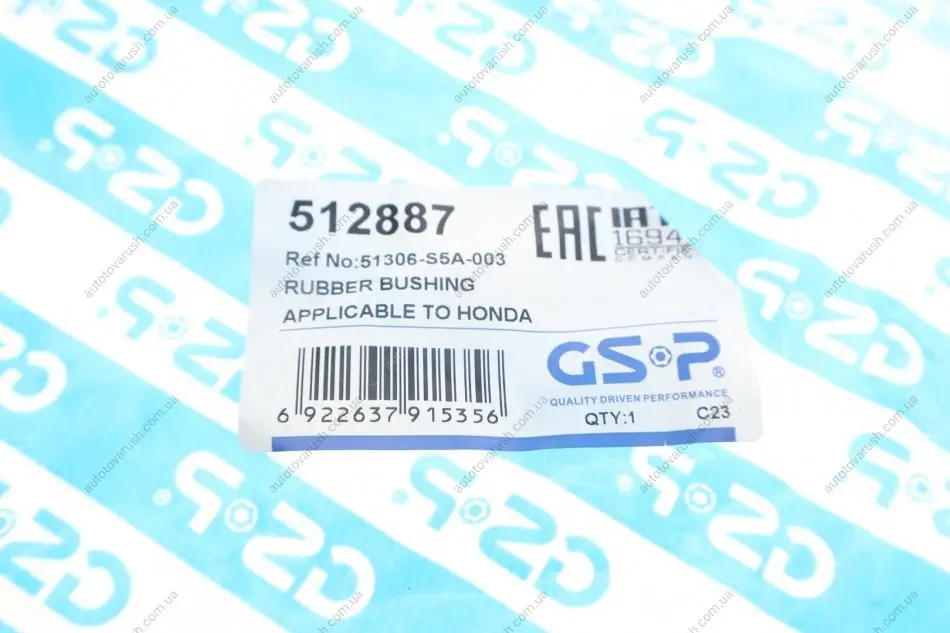 512887
EAC
1694
Ref No:51306-S5A-003
RUBBER BUSHING
APPLICABLE TO HONDA
GSP®
QUALITY DRIVEN PERFORMANCE
6 922637 915356
QTY:1
C23
autotovarush.com.ua